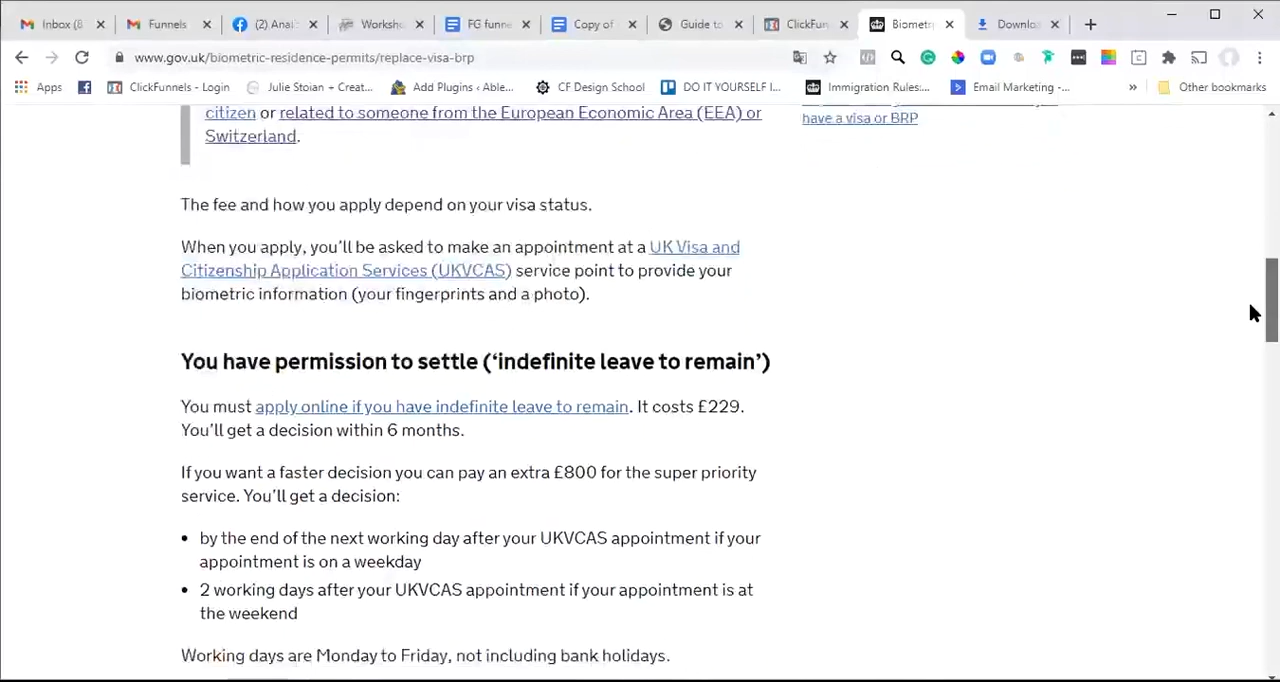 Inbox (8
Funnels
(2) Anal
Worksh
FG funne
Copy of
Guide to
ClickFun
Biometr
Downlo
www.gov.uk/biometric-residence-permits/replace-visa-brp
Apps
ClickFunnels - Login
Julie Stoian + Creat...
Add Plugins ‹ Able...
CF Design School
DO IT YOURSELF I...
Immigration Rules:...
Email Marketing -...
»
Other bookmarks
citizen or related to someone from the European Economic Area (EEA) or
Switzerland.
have a visa or BRP
The fee and how you apply depend on your visa status.
When you apply, you'll be asked to make an appointment at a UK Visa and
Citizenship Application Services (UKVCAS) service point to provide your
biometric information (your fingerprints and a photo).
You have permission to settle (‘indefinite leave to remain’)
You must apply online if you have indefinite leave to remain. It costs £229.
You'll get a decision within 6 months.
If you want a faster decision you can pay an extra £800 for the super priority
service. You'll get a decision:
• by the end of the next working day after your UKVCAS appointment if your
appointment is on a weekday
• 2 working days after your UKVCAS appointment if your appointment is at
the weekend
Working days are Monday to Friday, not including bank holidays.